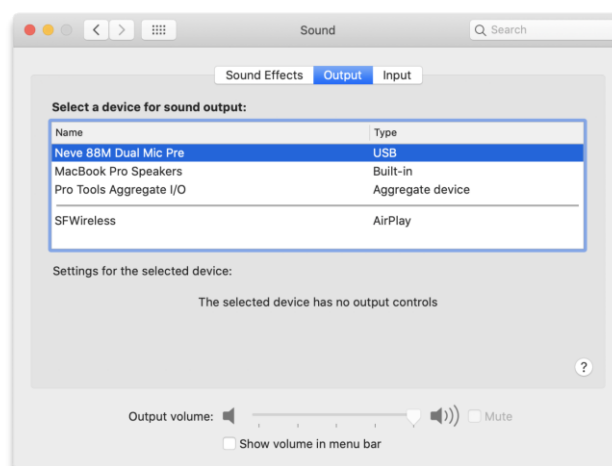 Sound
Search
Sound Effects Output Input
Select a device for sound output:
Name Type
Neve 88M Dual Mic Pre USB
MacBook Pro Speakers Built-in
Pro Tools Aggregate I/O Aggregate device
SFWireless AirPlay
Settings for the selected device:
The selected device has no output controls
?
Output volume: Mute
Show volume in menu bar